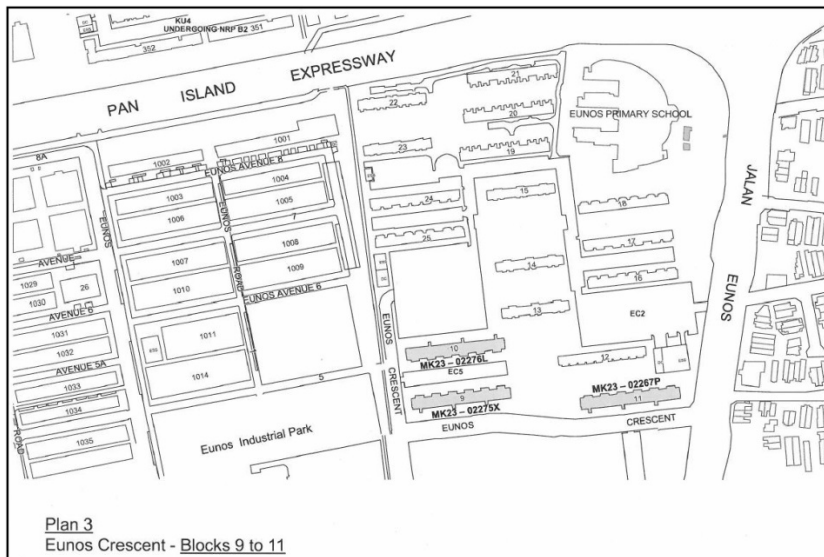 KU4
UNDERGOING NRP B2
351
352
PAN ISLAND EXPRESSWAY
21
22
20
EUNOS PRIMARY SCHOOL
1001
23
19
8A
1002
EUNOS AVENUE 8
1004
15
1003
1005
24
18
JALAN
EUNOS
1006
EUNOS
7
25
17
1008
AVENUE
1007
ROAD
1009
14
16
EUNOS
1029
26
1010
1030
EUNOS AVENUE 6
13
EC2
AVENUE 6
1031
1011
EUNOS
10
12
1032
MK23 – 02276L
AVENUE 5A
1014
5
EC5
MK23 – 02267P
1033
CRESCENT
9
11
1034
MK23 – 02275X
CRESCENT
ROAD
1035
Eunos Industrial Park
EUNOS
Plan 3
Eunos Crescent - Blocks 9 to 11